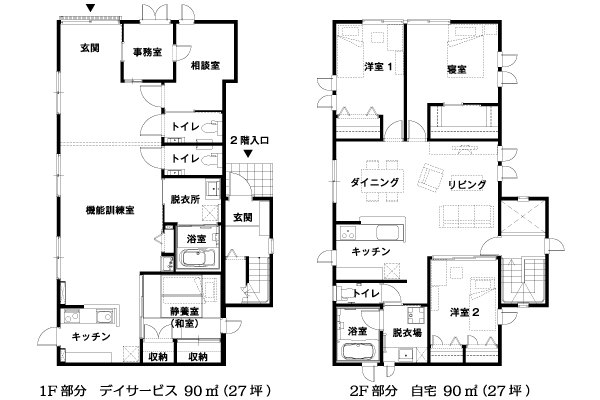 玄関
事務室
相談室
トイレ
2階入口
トイレ
脱衣所
玄関
機能訓練室
浴室
静養室
(和室)
キッチン
収納
収納
1F部分　デイサービス 90㎡(27坪)
洋室1
寝室
ダイニング
リビング
キッチン
トイレ
洋室2
浴室
脱衣場
2F部分　自宅 90㎡(27坪)